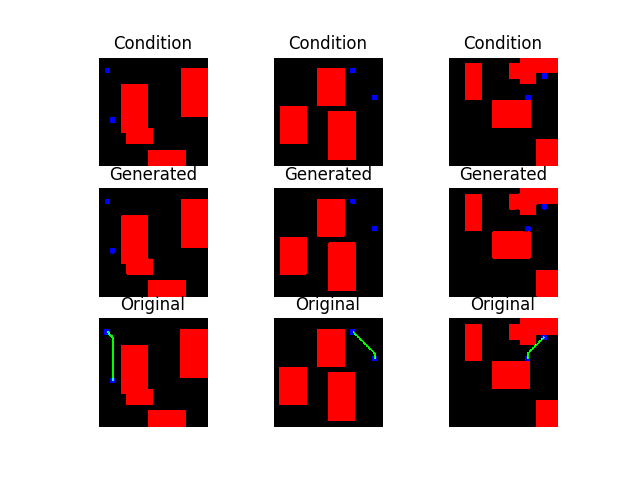 Condition Condition Condition
Generated Generated Generated
Original Original Original